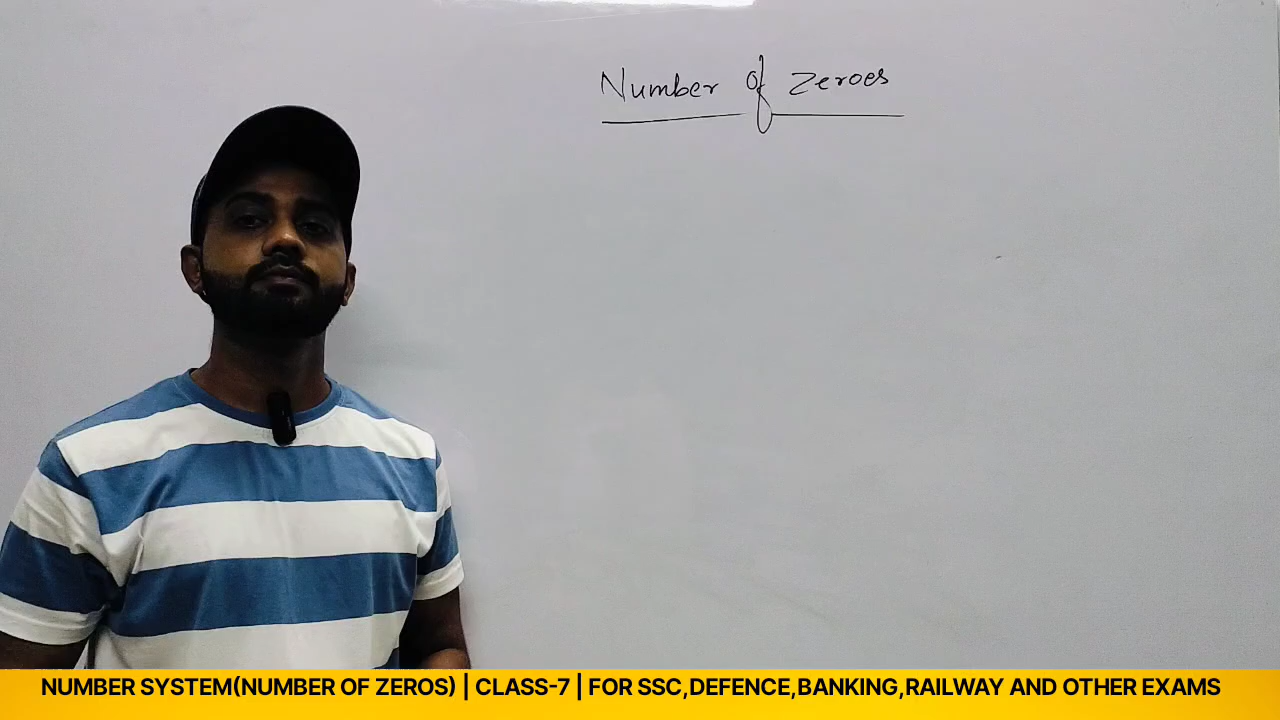 Number of Zeroes
NUMBER SYSTEM(NUMBER OF ZEROS) | CLASS-7 | FOR SSC,DEFENCE,BANKING,RAILWAY AND OTHER EXAMS